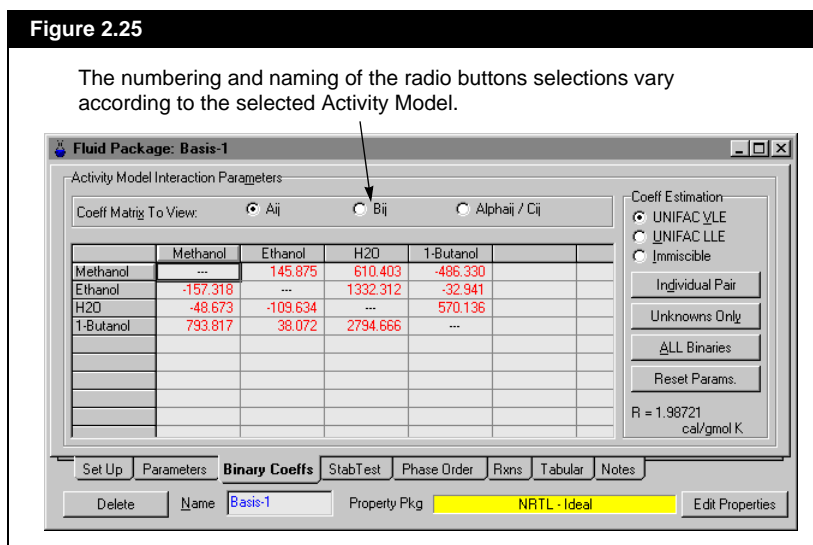 Figure 2.25
The numbering and naming of the radio buttons selections vary
according to the selected Activity Model.
Fluid Package: Basis-1
Activity Model Interaction Parameters
Coeff Matrix To View: Aij Bij Alphaij / Cij
Methanol Ethanol H2O 1-Butanol
Methanol --- 145.875 610.403 -486.330
Ethanol -157.318 --- 1332.312 -32.941
H2O -48.673 -109.634 --- 570.136
1-Butanol 793.817 38.072 2794.666 ---
Coeff Estimation
UNIFAC VLE
UNIFAC LLE
Immiscible
Individual Pair
Unknowns Only
ALL Binaries
Reset Params.
R = 1.98721
cal/gmol K
Set Up Parameters Binary Coeffs StabTest Phase Order Rxns Tabular Notes
Delete Name Basis-1 Property Pkg NRTL - Ideal Edit Properties